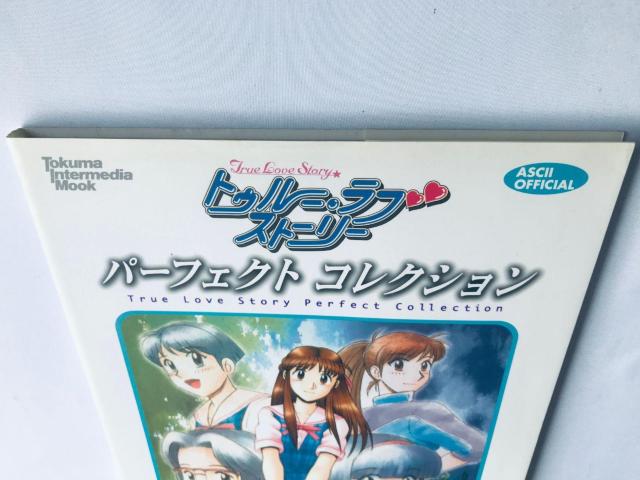 Tokuma
Intermedia
Mook
True Love Story
ASCII
OFFICIAL
トゥルー・ラブ
ストーリー
パーフェクト コレクション
True Love Story Perfect Collection